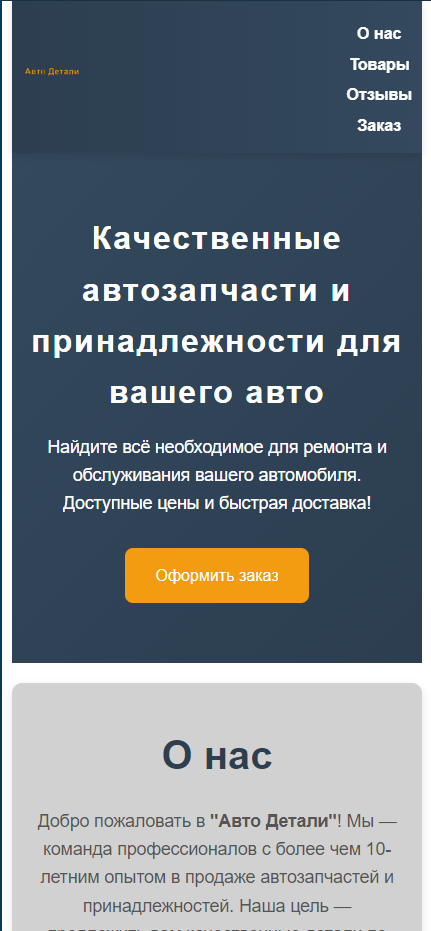 О нас
Авто Детали
Товары
Отзывы
Заказ
Качественные
автозапчасти и
принадлежности для
вашего авто
Найдите всё необходимое для ремонта и
обслуживания вашего автомобиля.
Доступные цены и быстрая доставка!
Оформить заказ
О нас
Добро пожаловать в "Авто Детали"! Мы —
команда профессионалов с более чем 10-
летним опытом в продаже автозапчастей и
принадлежностей. Наша цель —